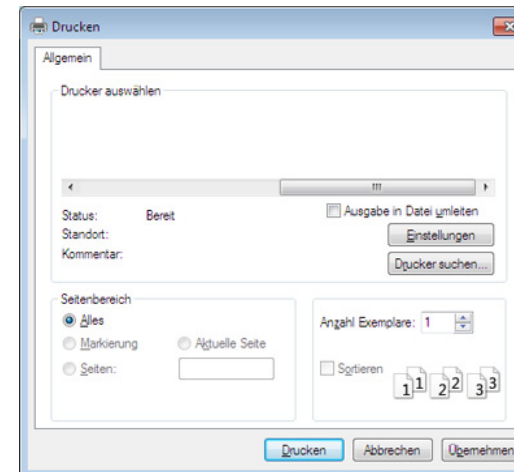 Drucken
Allgemein
Drucker auswählen
Status: Bereit
Ausgabe in Datei umleiten
Standort:
Einstellungen
Kommentar:
Drucker suchen...
Seitenbereich
Alles
Anzahl Exemplare: 1
Markierung Aktuelle Seite
Seiten:
Sortieren
1 1 2 2 3 3
Drucken Abbrechen Übernehmen